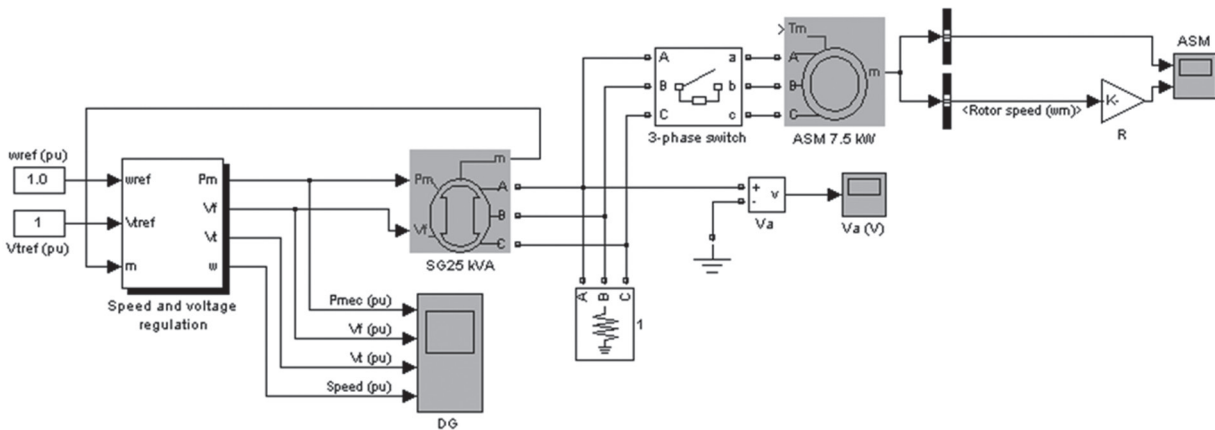 wref (pu)
1.0
1
Vtref (pu)
wref
Vtref
m
Pm
Vf
Vt
w
Speed and voltage
regulation
Pm
Vf
m
A
B
C
SG25 kVA
Pmec (pu)
Vf (pu)
Vt (pu)
Speed (pu)
DG
A
B
C
1
A
B
C
a
b
c
3-phase switch
Tm
A
B
C
m
ASM 7.5 kW
+
-
v
Va
Va (V)
<Rotor speed (wm)>
K-
R
ASM